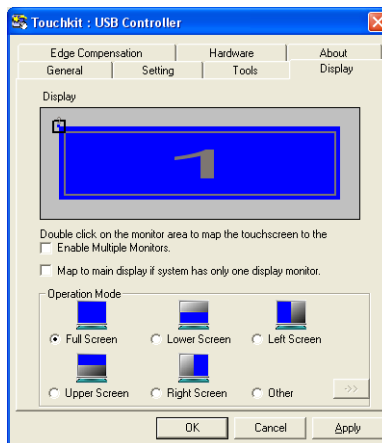 Touchkit : USB Controller
Edge Compensation Hardware About
General Setting Tools Display
Display
1
Double click on the monitor area to map the touchscreen to the
Enable Multiple Monitors.
Map to main display if system has only one display monitor.
Operation Mode
Full Screen Lower Screen Left Screen
Upper Screen Right Screen Other
->>
OK Cancel Apply